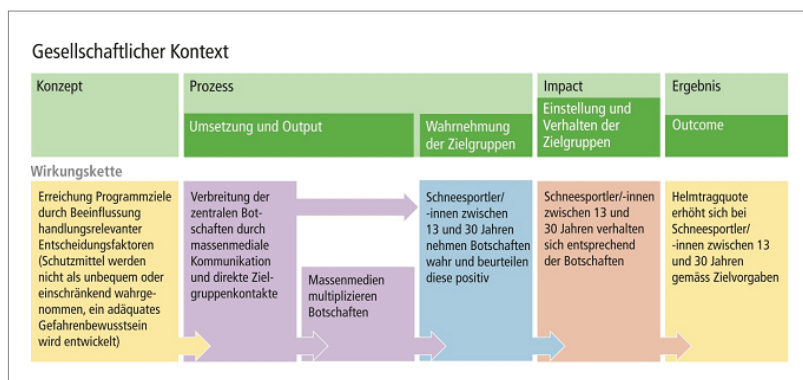 Gesellschaftlicher Kontext
Konzept
Prozess
Impact
Ergebnis
Umsetzung und Output
Wahrnehmung
der Zielgruppen
Einstellung und
Verhalten der
Zielgruppen
Outcome
Wirkungskette
Erreichung Programmziele
durch Beeinflussung
handlungsrelevanter
Entscheidungsfaktoren
(Schutzmittel werden
nicht als unbequem oder
einschränkend wahrge-
nommen, ein adäquates
Gefahrenbewusstsein
wird entwickelt)
Verbreitung der
zentralen Bot-
schaften durch
massenmediale
Kommunikation
und direkte Ziel-
gruppenkontakte
Massenmedien
multiplizieren
Botschaften
Schneesportler/
-innen zwischen
13 und 30 Jahren
nehmen Botschaften
wahr und beurteilen
diese positiv
Schneesportler/-innen
zwischen 13 und
30 Jahren verhalten
sich entsprechend
der Botschaften
Helmtragquote
erhöht sich bei
Schneesportler/
-innen zwischen 13
und 30 Jahren
gemäss Zielvorgaben